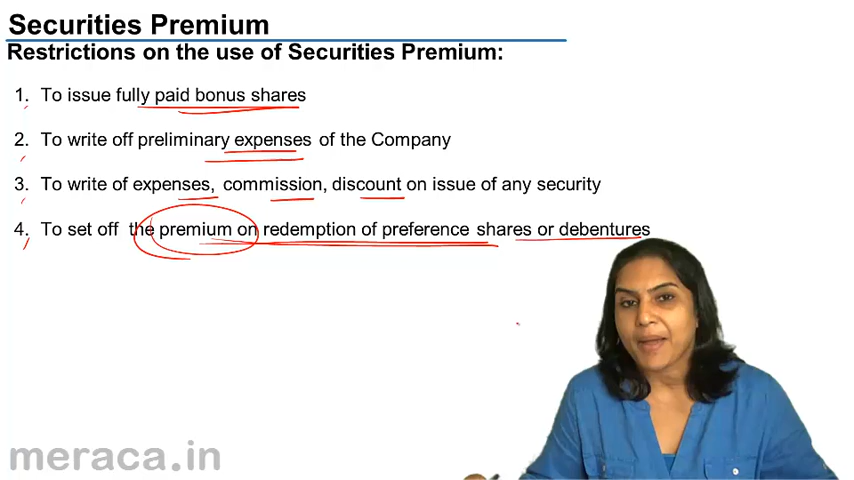 Securities Premium
Restrictions on the use of Securities Premium:
1. To issue fully paid bonus shares
2. To write off preliminary expenses of the Company
3. To write of expenses, commission, discount on issue of any security
4. To set off the premium on redemption of preference shares or debentures
meraca.in